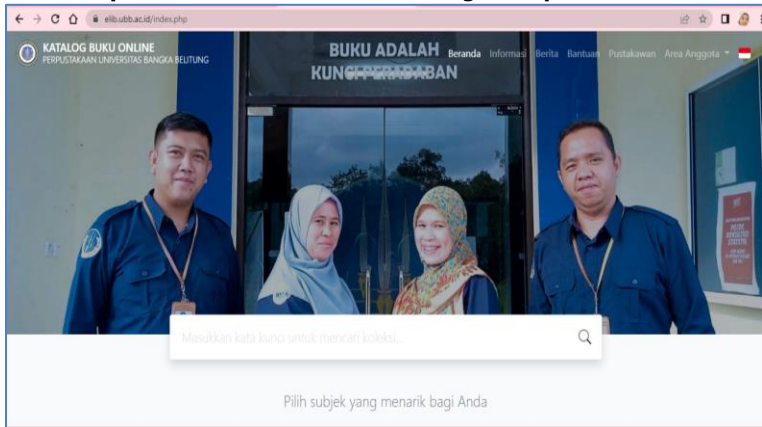 elib.ubb.ac.id/index.php
KATALOG BUKU ONLINE
PERPUSTAKAAN UNIVERSITAS BANGKA BELITUNG
BUKU ADALAH
KUNCI PERADABAN
Beranda Informasi Berita Bantuan Pustakawan Area Anggota
Masukkan kata kunci untuk mencari koleksi...
Pilih subjek yang menarik bagi Anda